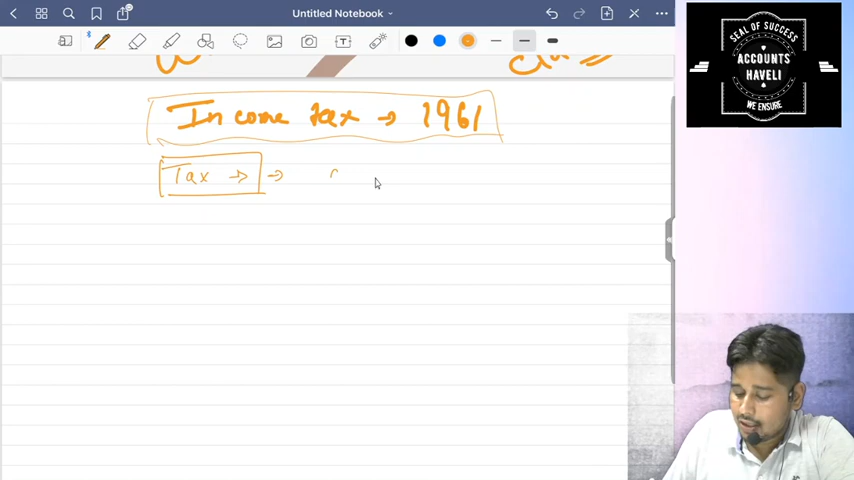 Untitled Notebook
SEAL OF SUCCESS
ACCOUNTS
HAVELI
WE ENSURE
Income tax → 1961
Tax → →